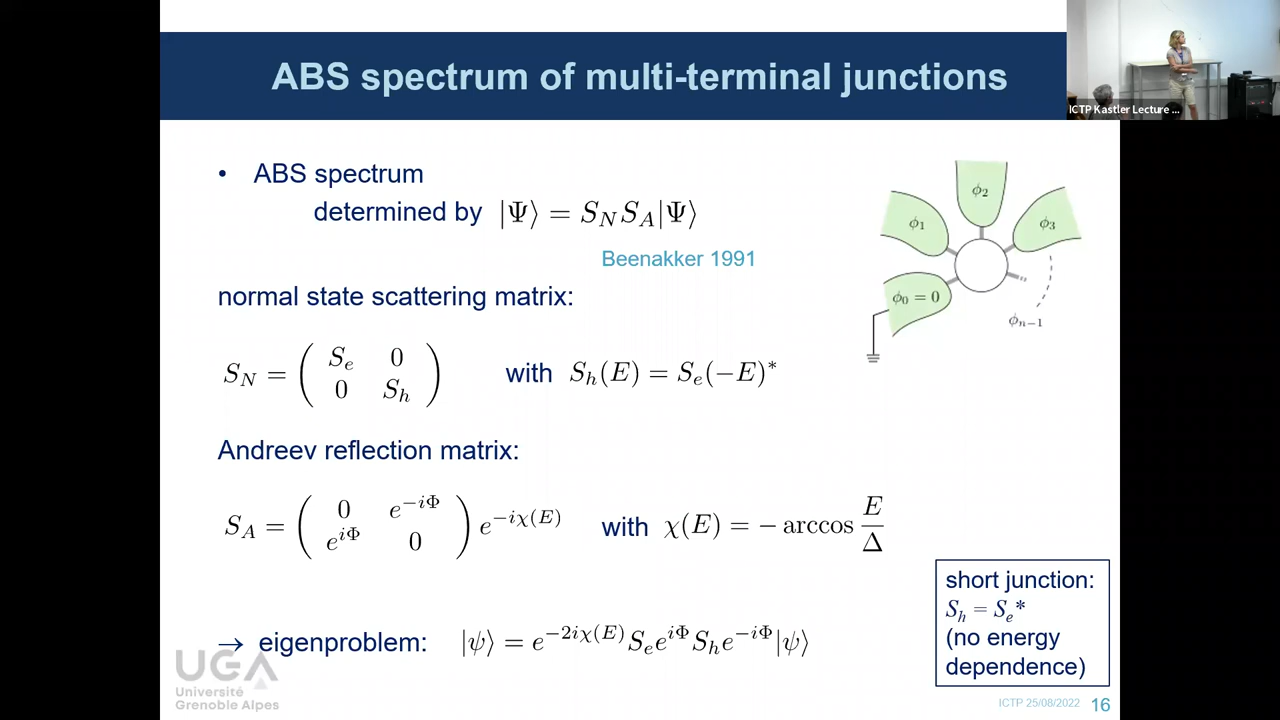 ABS spectrum of multi-terminal junctions
ICTP Kastler Lecture ...
• ABS spectrum
determined by |Ψ⟩ = S_N S_A|Ψ⟩
Beenakker 1991
ϕ₂
ϕ₁
ϕ₃
ϕ₀ = 0
ϕ_{n−1}
normal state scattering matrix:
S_N = ( S_e 0 ; 0 S_h ) with S_h(E) = S_e(−E)*
Andreev reflection matrix:
S_A = ( 0 e^{−iΦ} ; e^{iΦ} 0 ) e^{−iχ(E)} with χ(E) = − arccos E/Δ
short junction:
S_h = S_e*
(no energy
dependence)
→ eigenproblem: |ψ⟩ = e^{−2iχ(E)} S_e e^{iΦ} S_h e^{−iΦ}|ψ⟩
UGA
Université
Grenoble Alpes
ICTP 25/08/2022 16